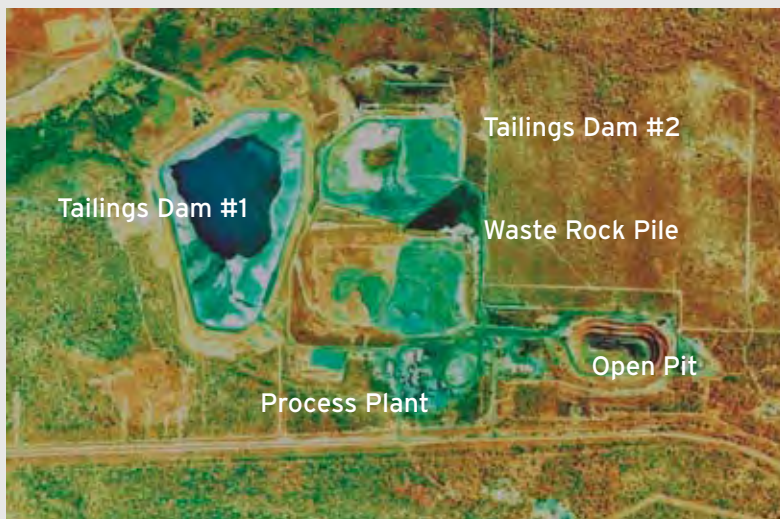 Tailings Dam #2
Tailings Dam #1
Waste Rock Pile
Open Pit
Process Plant